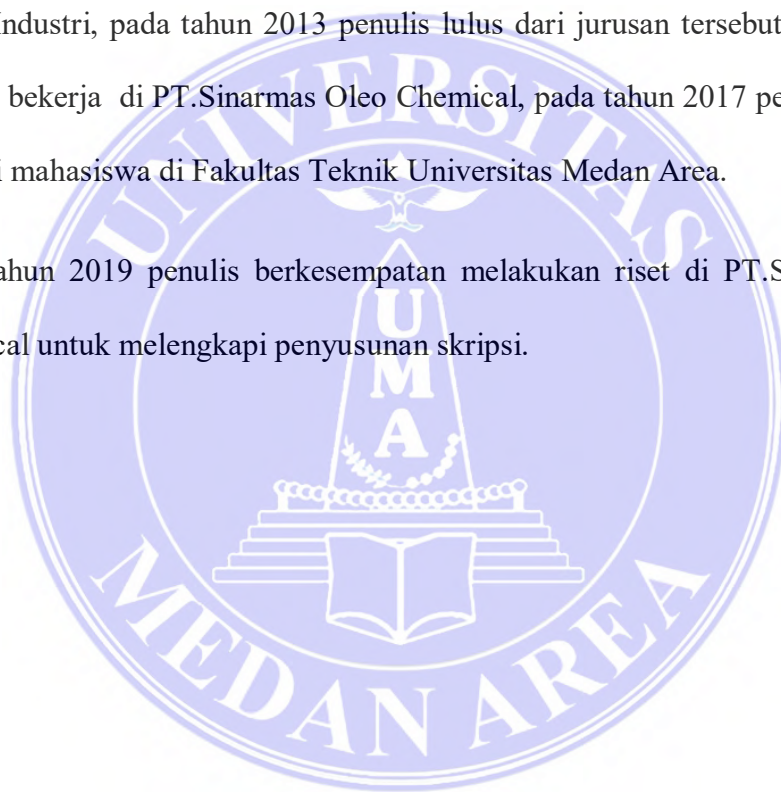 Industri, pada tahun 2013 penulis lulus dari jurusan tersebut
bekerja di PT.Sinarmas Oleo Chemical, pada tahun 2017 pe
i mahasiswa di Fakultas Teknik Universitas Medan Area.
ahun 2019 penulis berkesempatan melakukan riset di PT.S
cal untuk melengkapi penyusunan skripsi.
UNIVERSITAS
UMA
MEDAN AREA